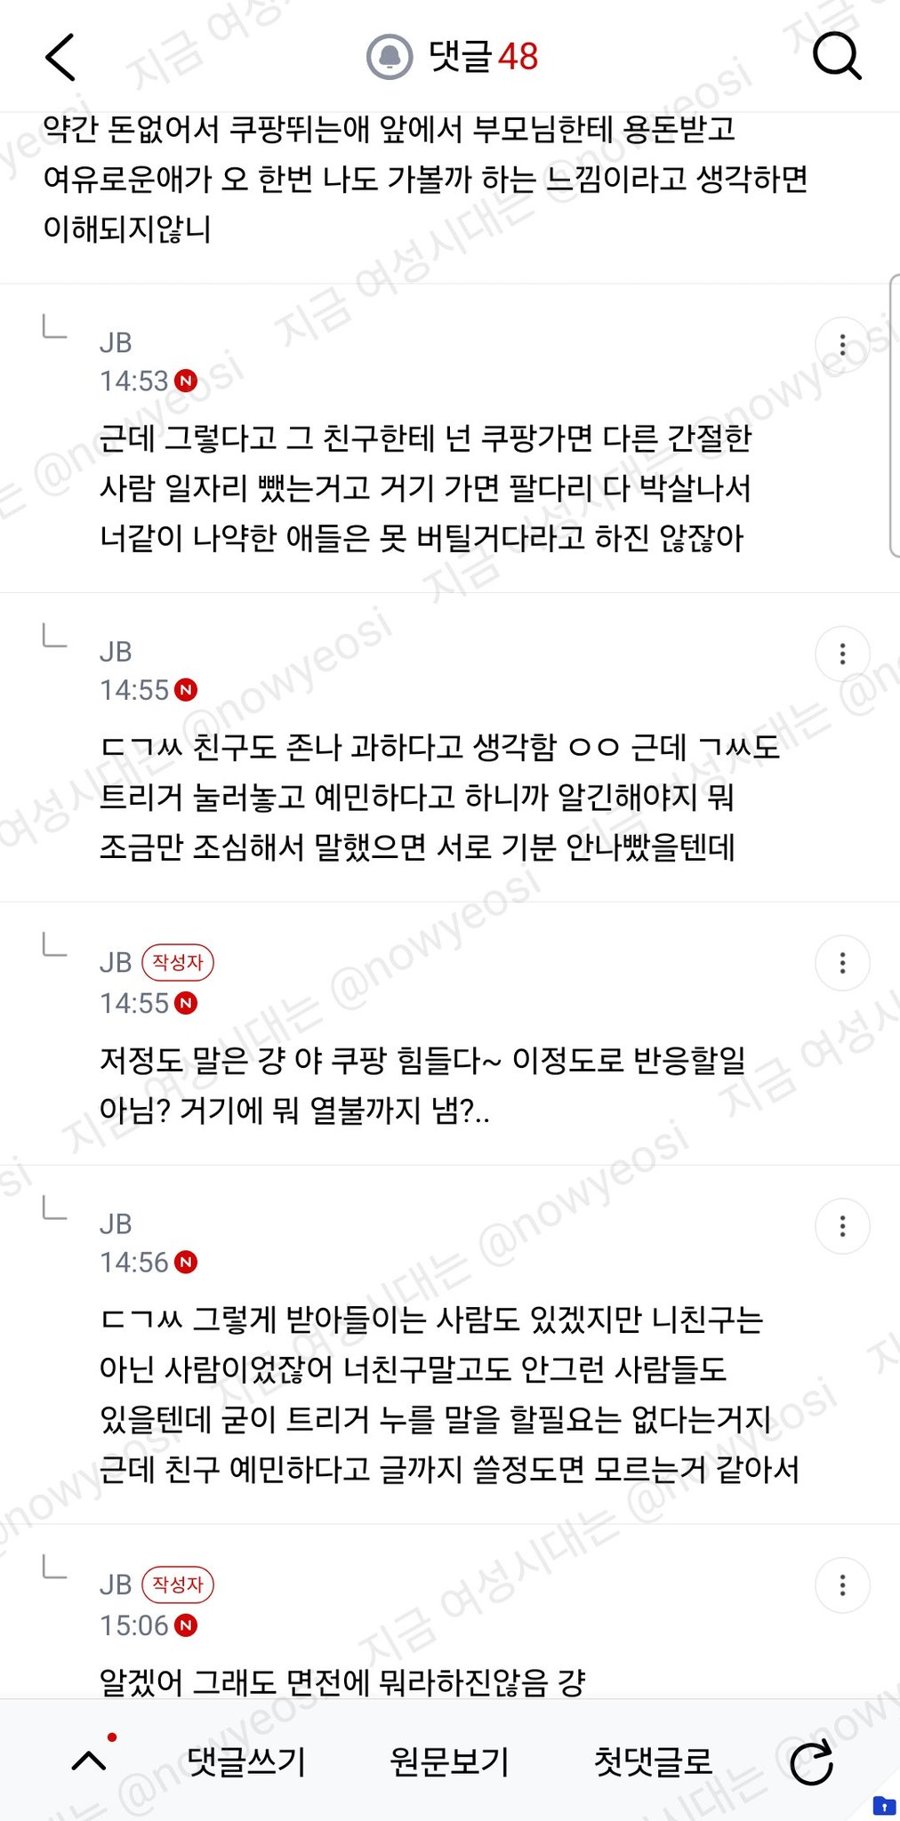 댓글 48
약간 돈없어서 쿠팡뛰는애 앞에서 부모님한테 용돈받고
여유로운애가 오 한번 나도 가볼까 하는 느낌이라고 생각하면
이해되지않니
JB
14:53 N
근데 그렇다고 그 친구한테 넌 쿠팡가면 다른 간절한
사람 일자리 뺐는거고 거기 가면 팔다리 다 박살나서
너같이 나약한 애들은 못 버틸거다라고 하진 않잖아
JB
14:55 N
ㄷㄱㅆ 친구도 존나 과하다고 생각함 ㅇㅇ 근데 ㄱㅆ도
트리거 눌러놓고 예민하다고 하니까 알긴해야지 뭐
조금만 조심해서 말했으면 서로 기분 안나빴을텐데
JB 작성자
14:55 N
저정도 말은 걍 야 쿠팡 힘들다~ 이정도로 반응할일
아님? 거기에 뭐 열불까지 냄?..
JB
14:56 N
ㄷㄱㅆ 그렇게 받아들이는 사람도 있겠지만 니친구는
아닌 사람이었잖어 너친구말고도 안그런 사람들도
있을텐데 굳이 트리거 누를 말을 할필요는 없다는거지
근데 친구 예민하다고 글까지 쓸정도면 모르는거 같아서
JB 작성자
15:06 N
알겠어 그래도 면전에 뭐라하진않음 걍
댓글쓰기 원문보기 첫댓글로
지금 여성시대는 @nowyeosi